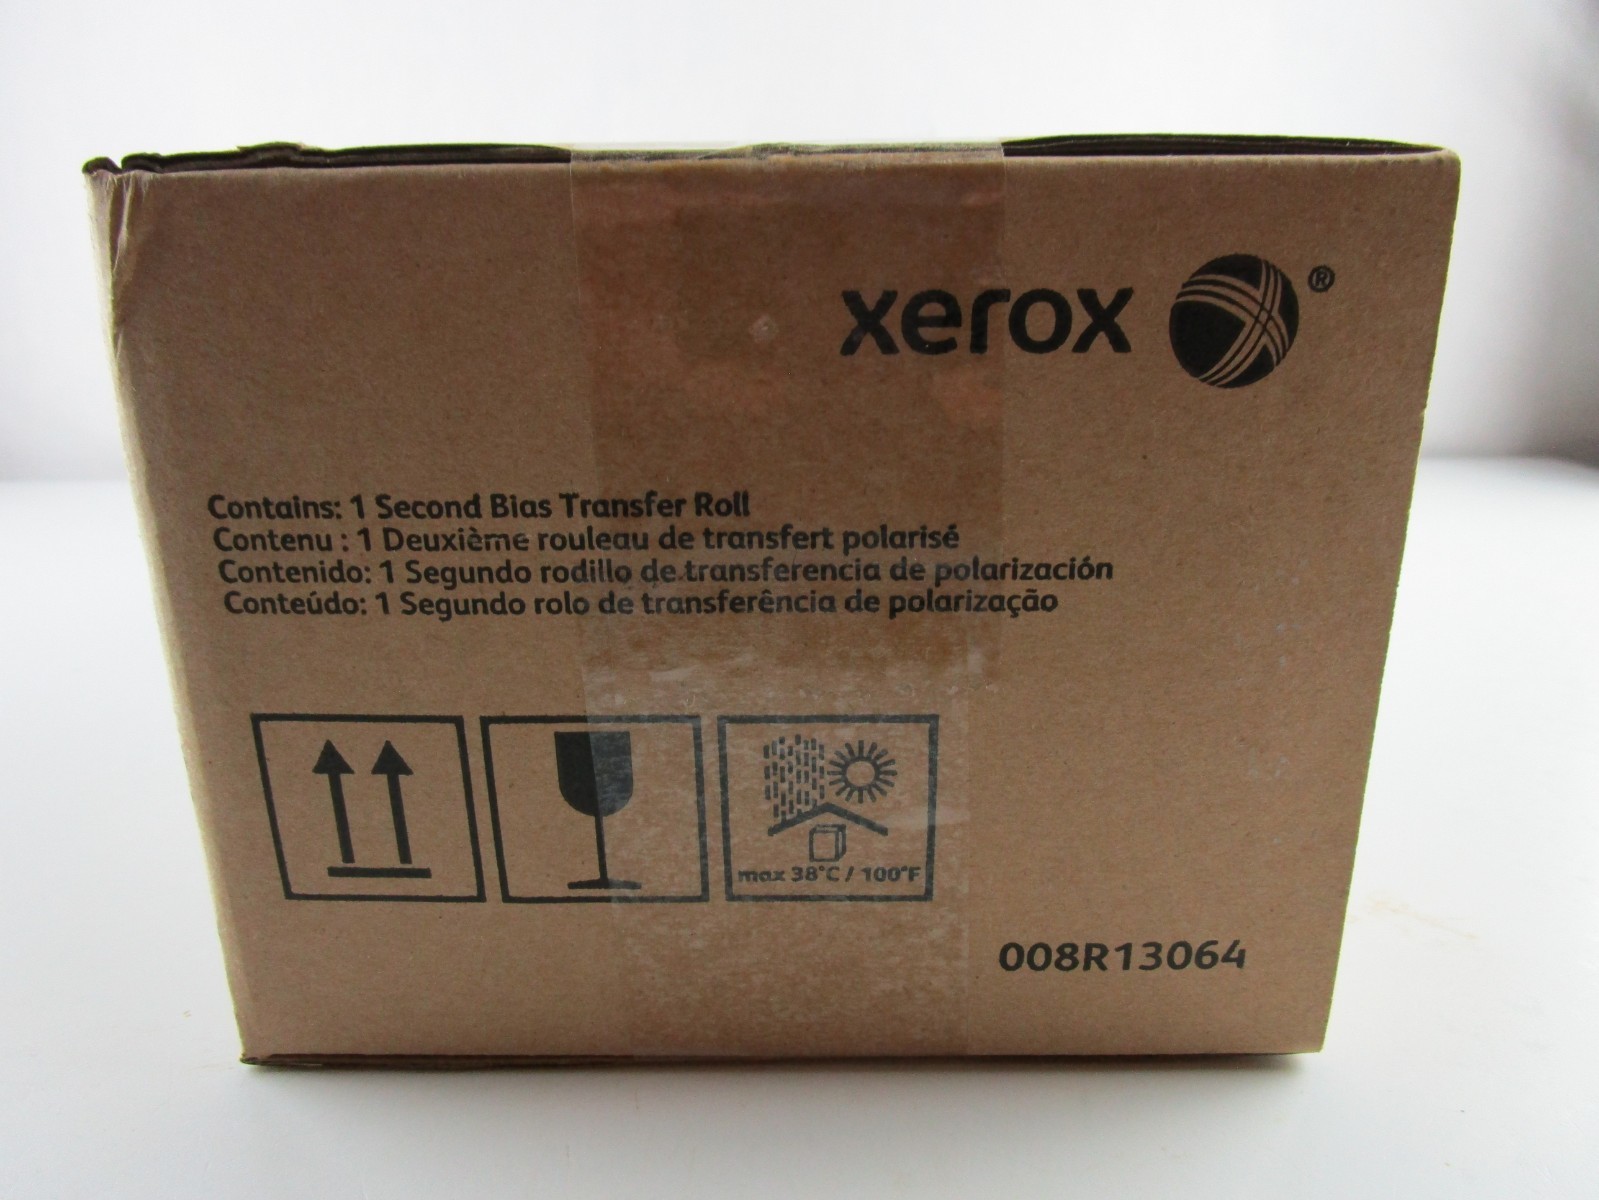 xerox ®
Contains: 1 Second Bias Transfer Roll
Contenu : 1 Deuxième rouleau de transfert polarisé
Contenido: 1 Segundo rodillo de transferencia de polarización
Conteúdo: 1 Segundo rolo de transferência de polarização
max 38°C / 100°F
008R13064